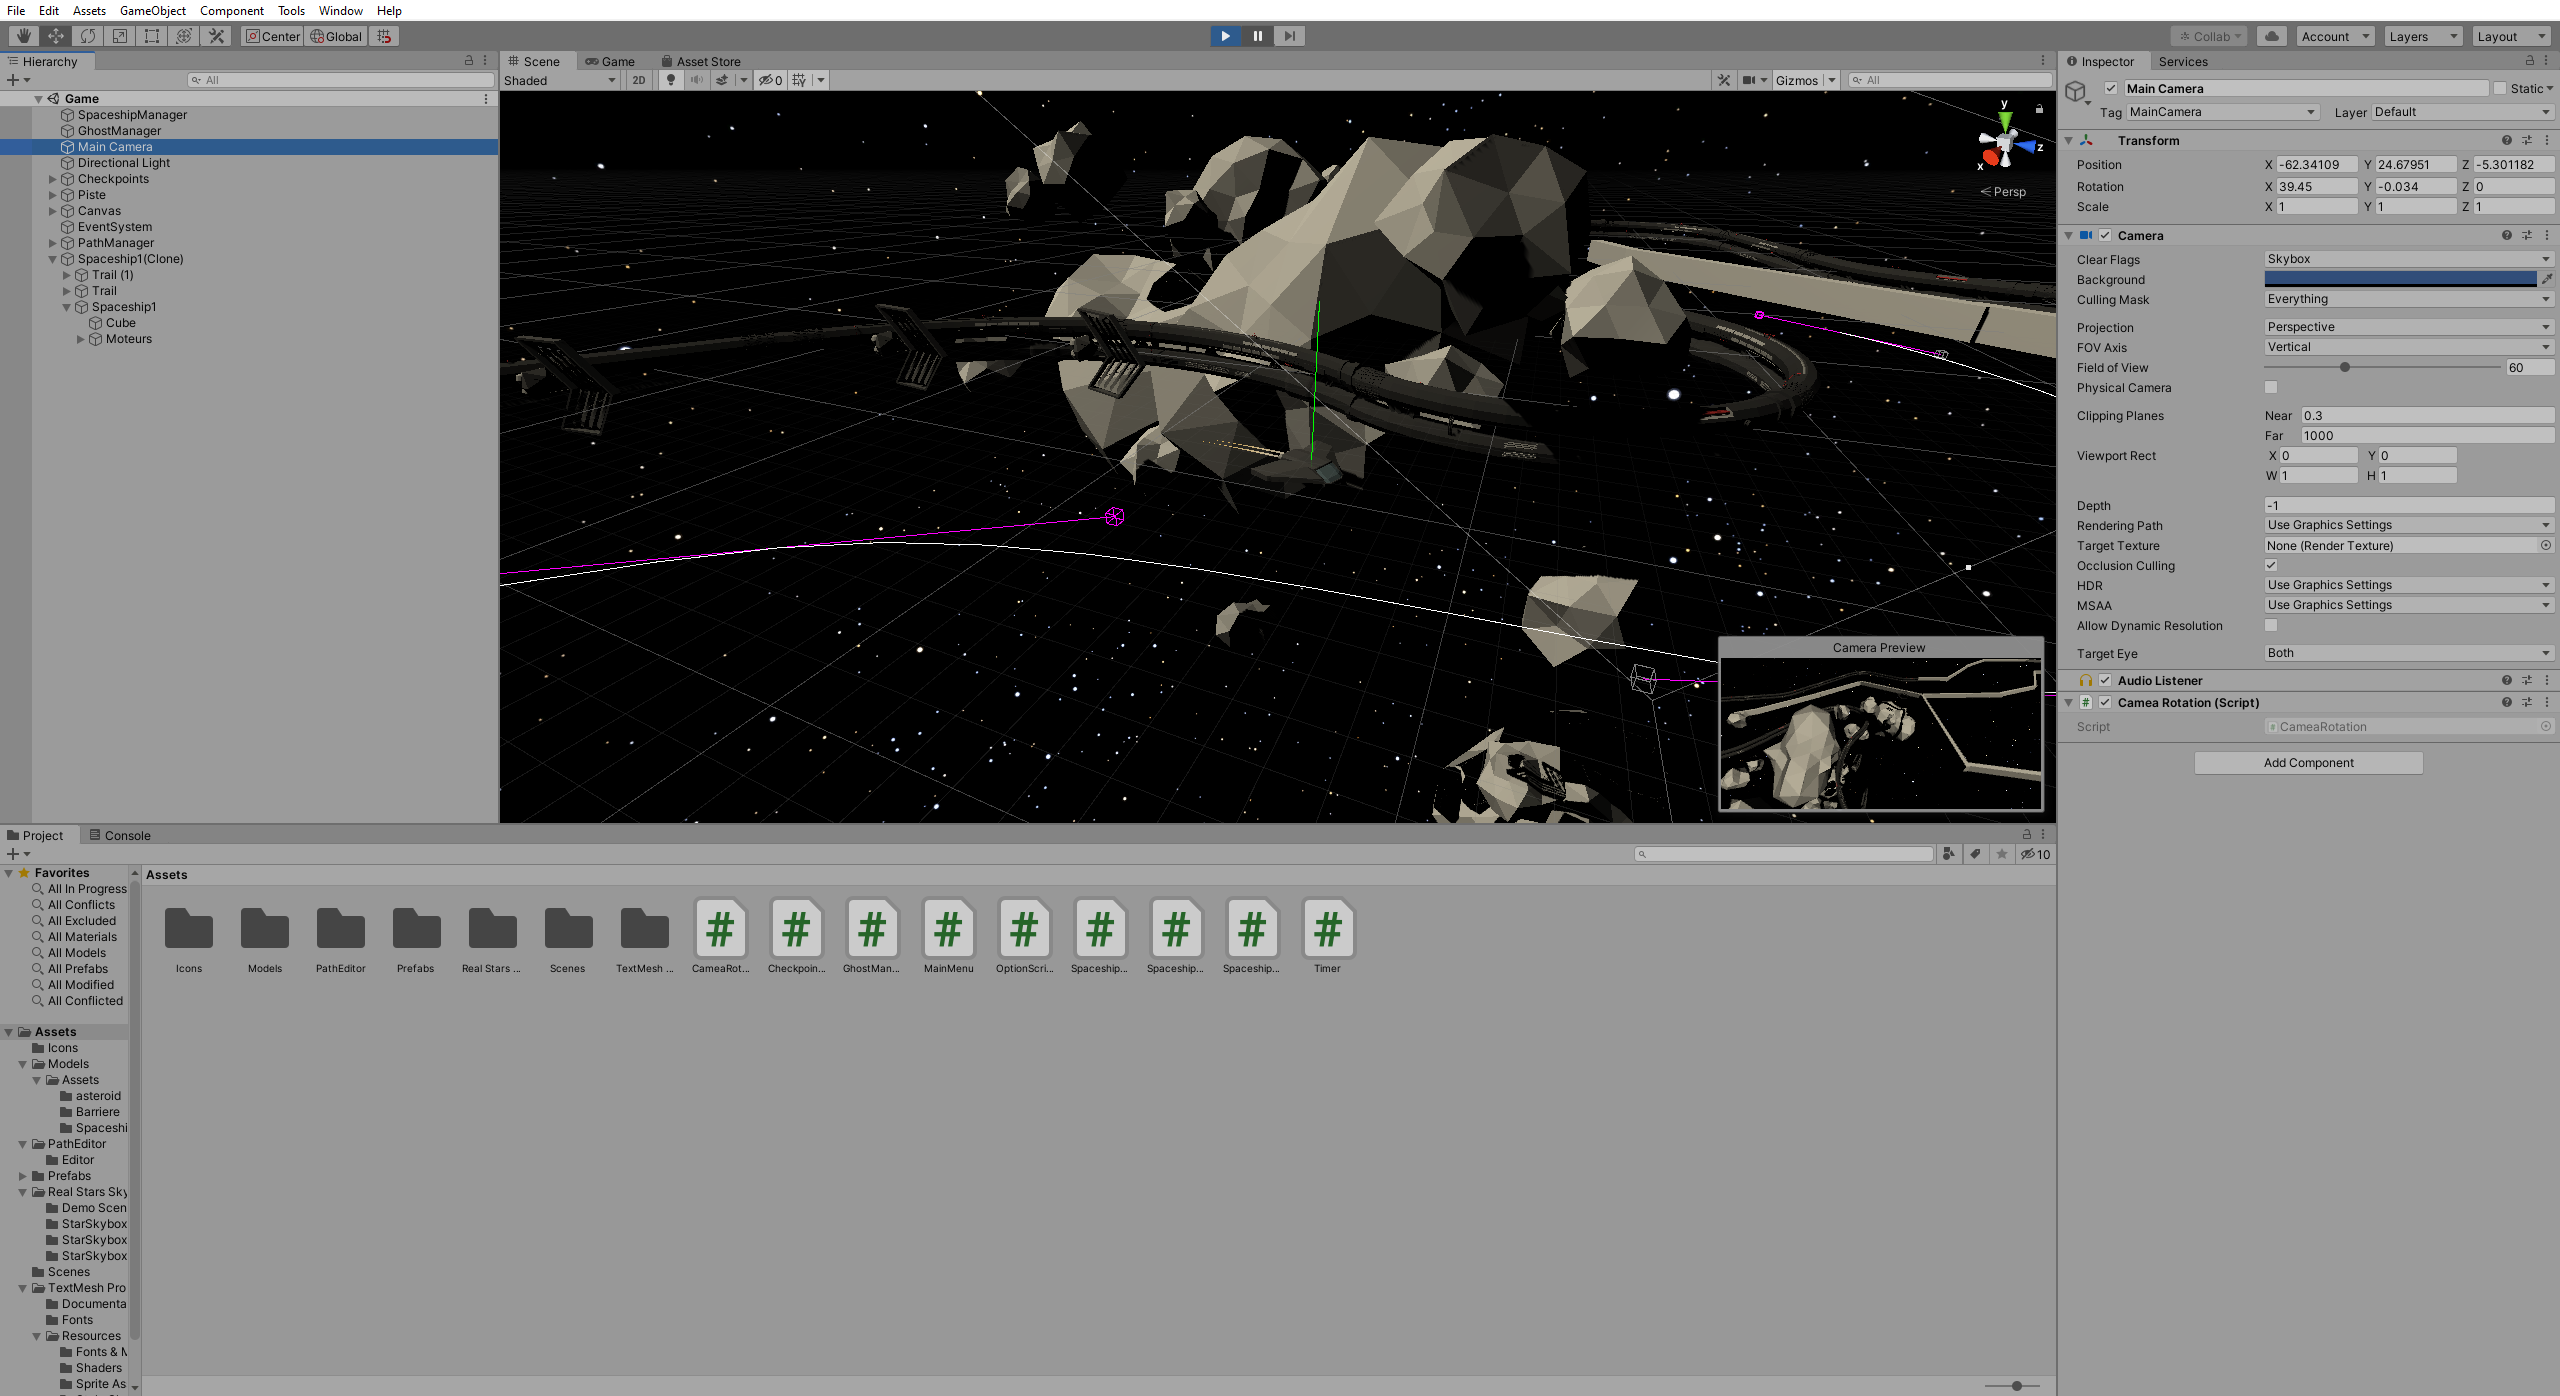 File Edit Assets GameObject Component Tools Window Help
Center Global
Collab Account Layers Layout
Hierarchy
All
Game
SpaceshipManager
GhostManager
Main Camera
Directional Light
Checkpoints
Piste
Canvas
EventSystem
PathManager
Spaceship1(Clone)
Trail (1)
Trail
Spaceship1
Cube
Moteurs
Scene Game Asset Store
Shaded 2D 0 Gizmos All
y
z
x
Persp
Camera Preview
Inspector Services
Main Camera Static
Tag MainCamera Layer Default
Transform
Position X -62.34109 Y 24.67951 Z -5.301182
Rotation X 39.45 Y -0.034 Z 0
Scale X 1 Y 1 Z 1
Camera
Clear Flags Skybox
Background
Culling Mask Everything
Projection Perspective
FOV Axis Vertical
Field of View 60
Physical Camera
Clipping Planes Near 0.3
Far 1000
Viewport Rect X 0 Y 0
W 1 H 1
Depth -1
Rendering Path Use Graphics Settings
Target Texture None (Render Texture)
Occlusion Culling
HDR Use Graphics Settings
MSAA Use Graphics Settings
Allow Dynamic Resolution
Target Eye Both
Audio Listener
# Camea Rotation (Script)
Script CameaRotation
Add Component
Project Console
10
Favorites
All In Progress
All Conflicts
All Excluded
All Materials
All Models
All Prefabs
All Modified
All Conflicted
Assets
Icons
Models
Assets
asteroid
Barriere
Spaceshi
PathEditor
Editor
Prefabs
Real Stars Sky
Demo Scen
StarSkybox
StarSkybox
StarSkybox
Scenes
TextMesh Pro
Documenta
Fonts
Resources
Fonts & M
Shaders
Sprite As
Assets
# # # # # # # # #
Icons Models PathEditor Prefabs Real Stars ... Scenes TextMesh ... CameaRot... Checkpoin... GhostMan... MainMenu OptionScri... Spaceship... Spaceship... Spaceship... Timer